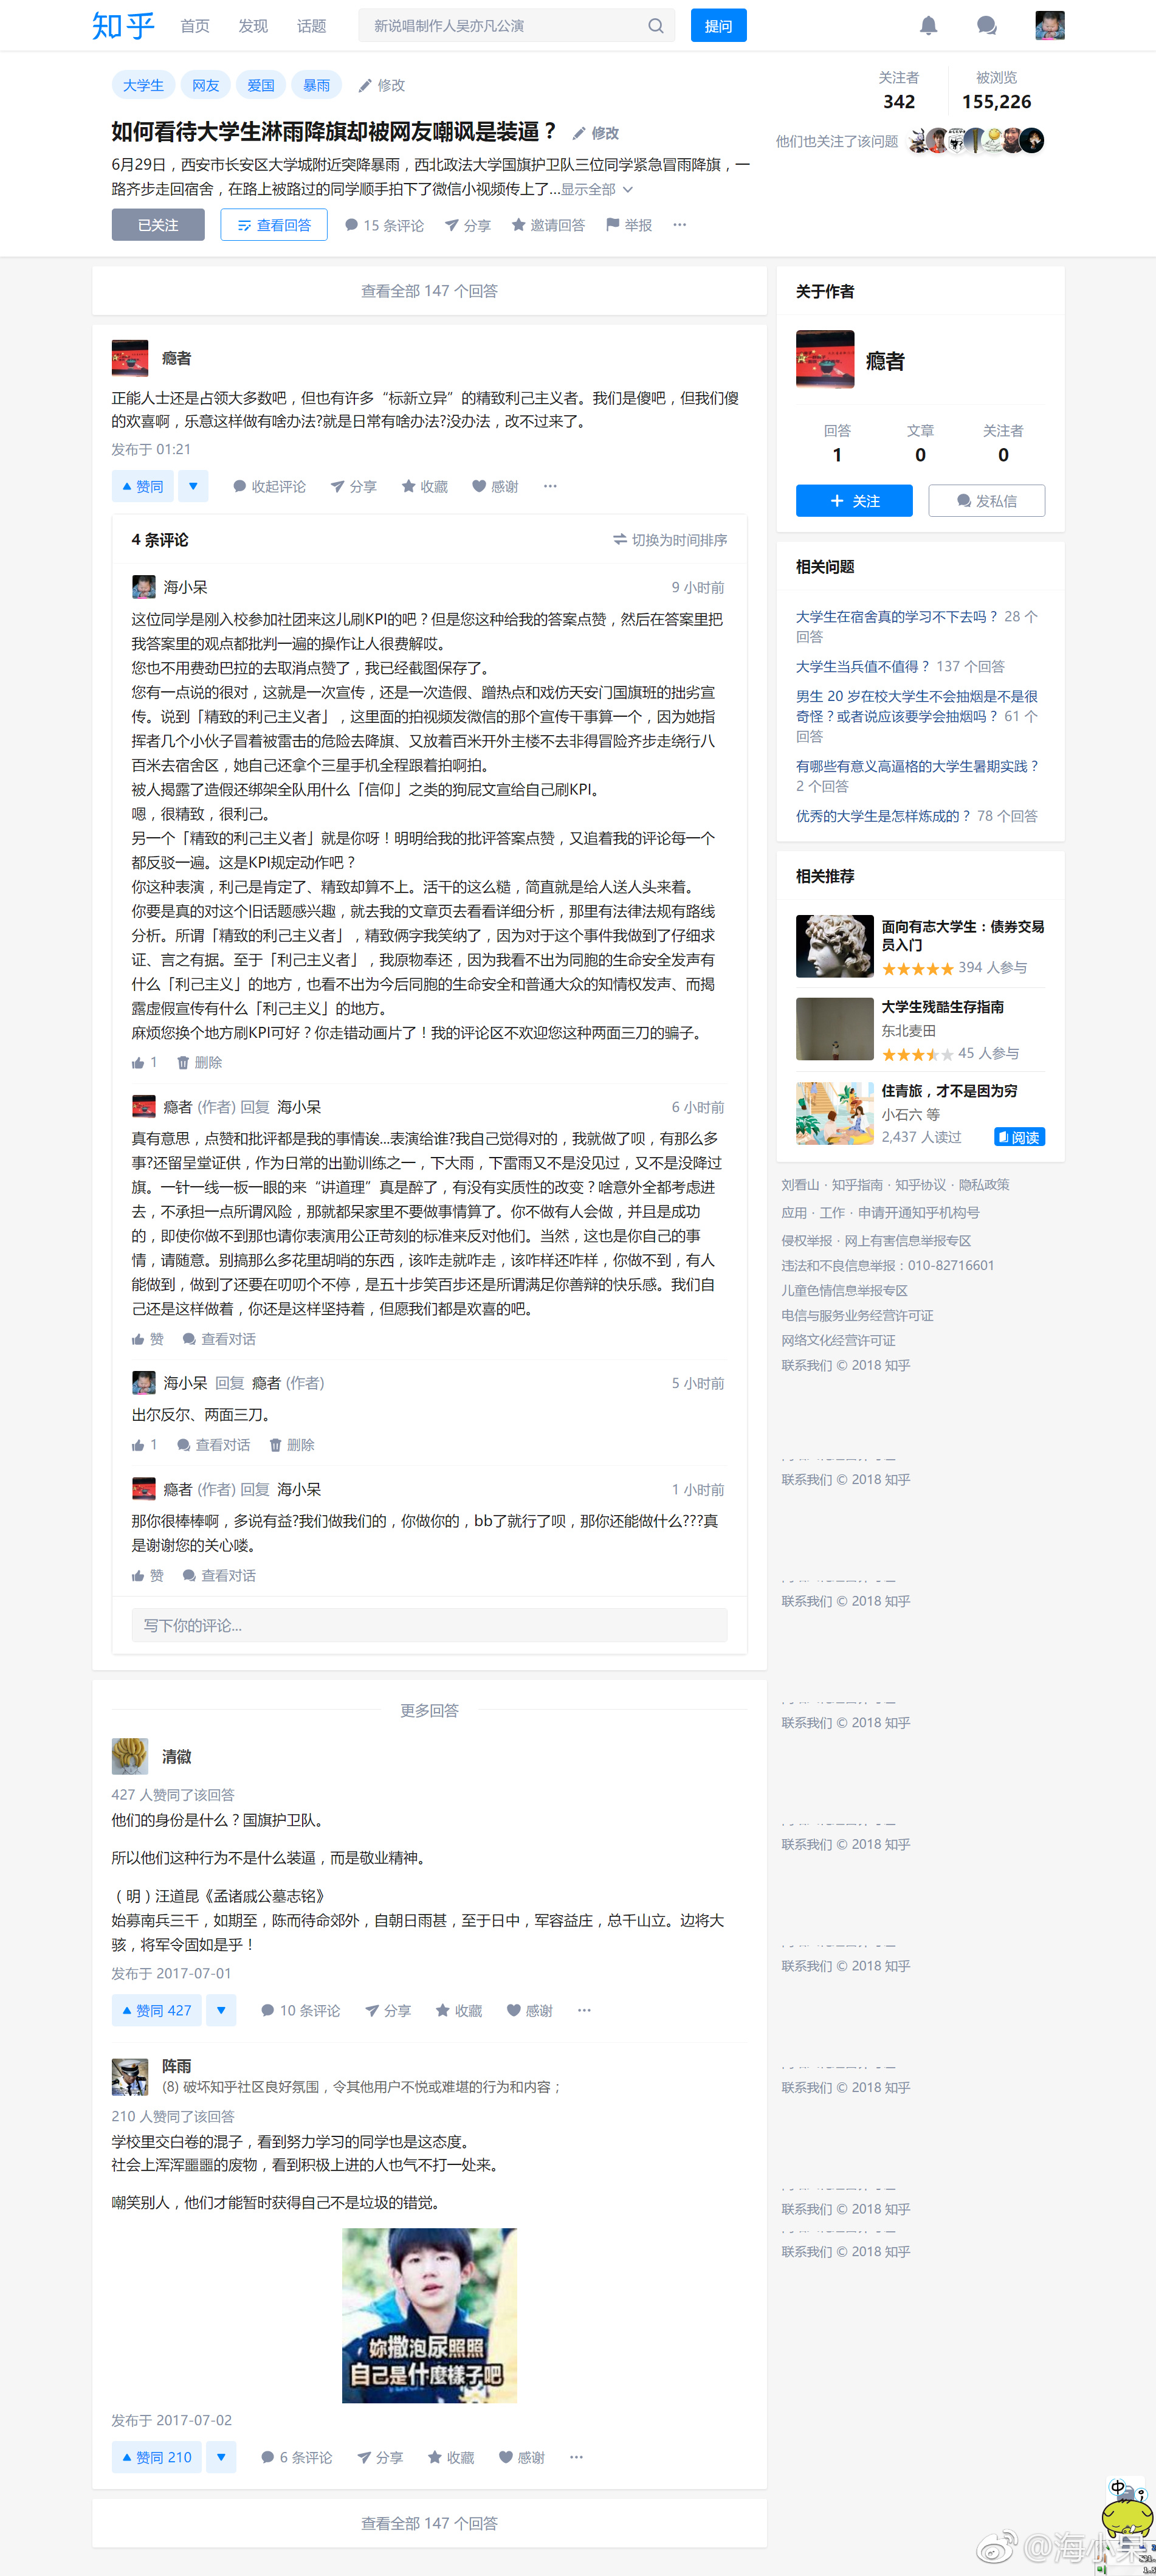 知乎 首页 发现 话题 新说唱制作人吴亦凡公演 提问
大学生 网友 爱国 暴雨 修改
关注者 被浏览
342 155,226
如何看待大学生淋雨降旗却被网友嘲讽是装逼？ 修改
他们也关注了该问题
6月29日，西安市长安区大学城附近突降暴雨，西北政法大学国旗护卫队三位同学紧急冒雨降旗，一
路齐步走回宿舍，在路上被路过的同学顺手拍下了微信小视频传上了...显示全部
已关注 查看回答 15 条评论 分享 邀请回答 举报 ...
查看全部 147 个回答
瘾者
正能人士还是占领大多数吧，但也有许多“标新立异”的精致利己主义者。我们是傻吧，但我们傻
的欢喜啊，乐意这样做有啥办法?就是日常有啥办法?没办法，改不过来了。
发布于 01:21
赞同 收起评论 分享 收藏 感谢 ...
4 条评论 切换为时间排序
海小呆 9 小时前
这位同学是刚入校参加社团来这儿刷KPI的吧？但是您这种给我的答案点赞，然后在答案里把
我答案里的观点都批判一遍的操作让人很费解哎。
您也不用费劲巴拉的去取消点赞了，我已经截图保存了。
您有一点说的很对，这就是一次宣传，还是一次造假、蹭热点和戏仿天安门国旗班的拙劣宣
传。说到「精致的利己主义者」，这里面的拍视频发微信的那个宣传干事算一个，因为她指
挥者几个小伙子冒着被雷击的危险去降旗、又放着百米开外主楼不去非得冒险齐步走绕行八
百米去宿舍区，她自己还拿个三星手机全程跟着拍啊拍。
被人揭露了造假还绑架全队用什么「信仰」之类的狗屁文宣给自己刷KPI。
嗯，很精致，很利己。
另一个「精致的利己主义者」就是你呀！明明给我的批评答案点赞，又追着我的评论每一个
都反驳一遍。这是KPI规定动作吧？
你这种表演，利己是肯定了、精致却算不上。活干的这么糙，简直就是给人送人头来着。
你要是真的对这个旧话题感兴趣，就去我的文章页去看看详细分析，那里有法律法规有路线
分析。所谓「精致的利己主义者」，精致俩字我笑纳了，因为对于这个事件我做到了仔细求
证、言之有据。至于「利己主义者」，我原物奉还，因为我看不出为同胞的生命安全发声有
什么「利己主义」的地方，也看不出为今后同胞的生命安全和普通大众的知情权发声、而揭
露虚假宣传有什么「利己主义」的地方。
麻烦您换个地方刷KPI可好？你走错动画片了！我的评论区不欢迎您这种两面三刀的骗子。
1 删除
瘾者 (作者) 回复 海小呆 6 小时前
真有意思，点赞和批评都是我的事情诶...表演给谁?我自己觉得对的，我就做了呗，有那么多
事?还留呈堂证供，作为日常的出勤训练之一，下大雨，下雷雨又不是没见过，又不是没降过
旗。一针一线一板一眼的来“讲道理”真是醉了，有没有实质性的改变？啥意外全都考虑进
去，不承担一点所谓风险，那就都呆家里不要做事情算了。你不做有人会做，并且是成功
的，即使你做不到那也请你表演用公正苛刻的标准来反对他们。当然，这也是你自己的事
情，请随意。别搞那么多花里胡哨的东西，该咋走就咋走，该咋样还咋样，你做不到，有人
能做到，做到了还要在叨叨个不停，是五十步笑百步还是所谓满足你善辩的快乐感。我们自
己还是这样做着，你还是这样坚持着，但愿我们都是欢喜的吧。
赞 查看对话
海小呆 回复 瘾者 (作者) 5 小时前
出尔反尔、两面三刀。
1 查看对话 删除
瘾者 (作者) 回复 海小呆 1 小时前
那你很棒棒啊，多说有益?我们做我们的，你做你的，bb了就行了呗，那你还能做什么???真
是谢谢您的关心喽。
赞 查看对话
写下你的评论...
更多回答
清徽
427 人赞同了该回答
他们的身份是什么？国旗护卫队。
所以他们这种行为不是什么装逼，而是敬业精神。
（明）汪道昆《孟诸戚公墓志铭》
始募南兵三千，如期至，陈而待命郊外，自朝日雨甚，至于日中，军容益庄，总千山立。边将大
骇，将军令固如是乎！
发布于 2017-07-01
赞同 427 10 条评论 分享 收藏 感谢 ...
阵雨
(8) 破坏知乎社区良好氛围，令其他用户不悦或难堪的行为和内容；
210 人赞同了该回答
学校里交白卷的混子，看到努力学习的同学也是这态度。
社会上浑浑噩噩的废物，看到积极上进的人也气不打一处来。
嘲笑别人，他们才能暂时获得自己不是垃圾的错觉。
妳撒泡尿照照
自己是什麼樣子吧
发布于 2017-07-02
赞同 210 6 条评论 分享 收藏 感谢 ...
查看全部 147 个回答
关于作者
瘾者
回答 文章 关注者
1 0 0
关注 发私信
相关问题
大学生在宿舍真的学习不下去吗？ 28 个
回答
大学生当兵值不值得？ 137 个回答
男生 20 岁在校大学生不会抽烟是不是很
奇怪？或者说应该要学会抽烟吗？ 61 个
回答
有哪些有意义高逼格的大学生暑期实践？
2 个回答
优秀的大学生是怎样炼成的？ 78 个回答
相关推荐
面向有志大学生：债券交易
员入门
394 人参与
大学生残酷生存指南
东北麦田
45 人参与
住青旅，才不是因为穷
小石六 等
2,437 人读过 阅读
刘看山 · 知乎指南 · 知乎协议 · 隐私政策
应用 · 工作 · 申请开通知乎机构号
侵权举报 · 网上有害信息举报专区
违法和不良信息举报：010-82716601
儿童色情信息举报专区
电信与服务业务经营许可证
网络文化经营许可证
联系我们 © 2018 知乎
联系我们 © 2018 知乎
联系我们 © 2018 知乎
联系我们 © 2018 知乎
联系我们 © 2018 知乎
联系我们 © 2018 知乎
联系我们 © 2018 知乎
联系我们 © 2018 知乎
联系我们 © 2018 知乎
中
@海小呆